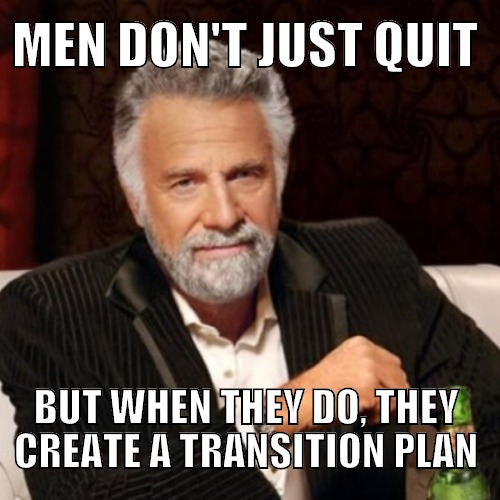 MEN DON'T JUST QUIT
BUT WHEN THEY DO, THEY
CREATE A TRANSITION PLAN